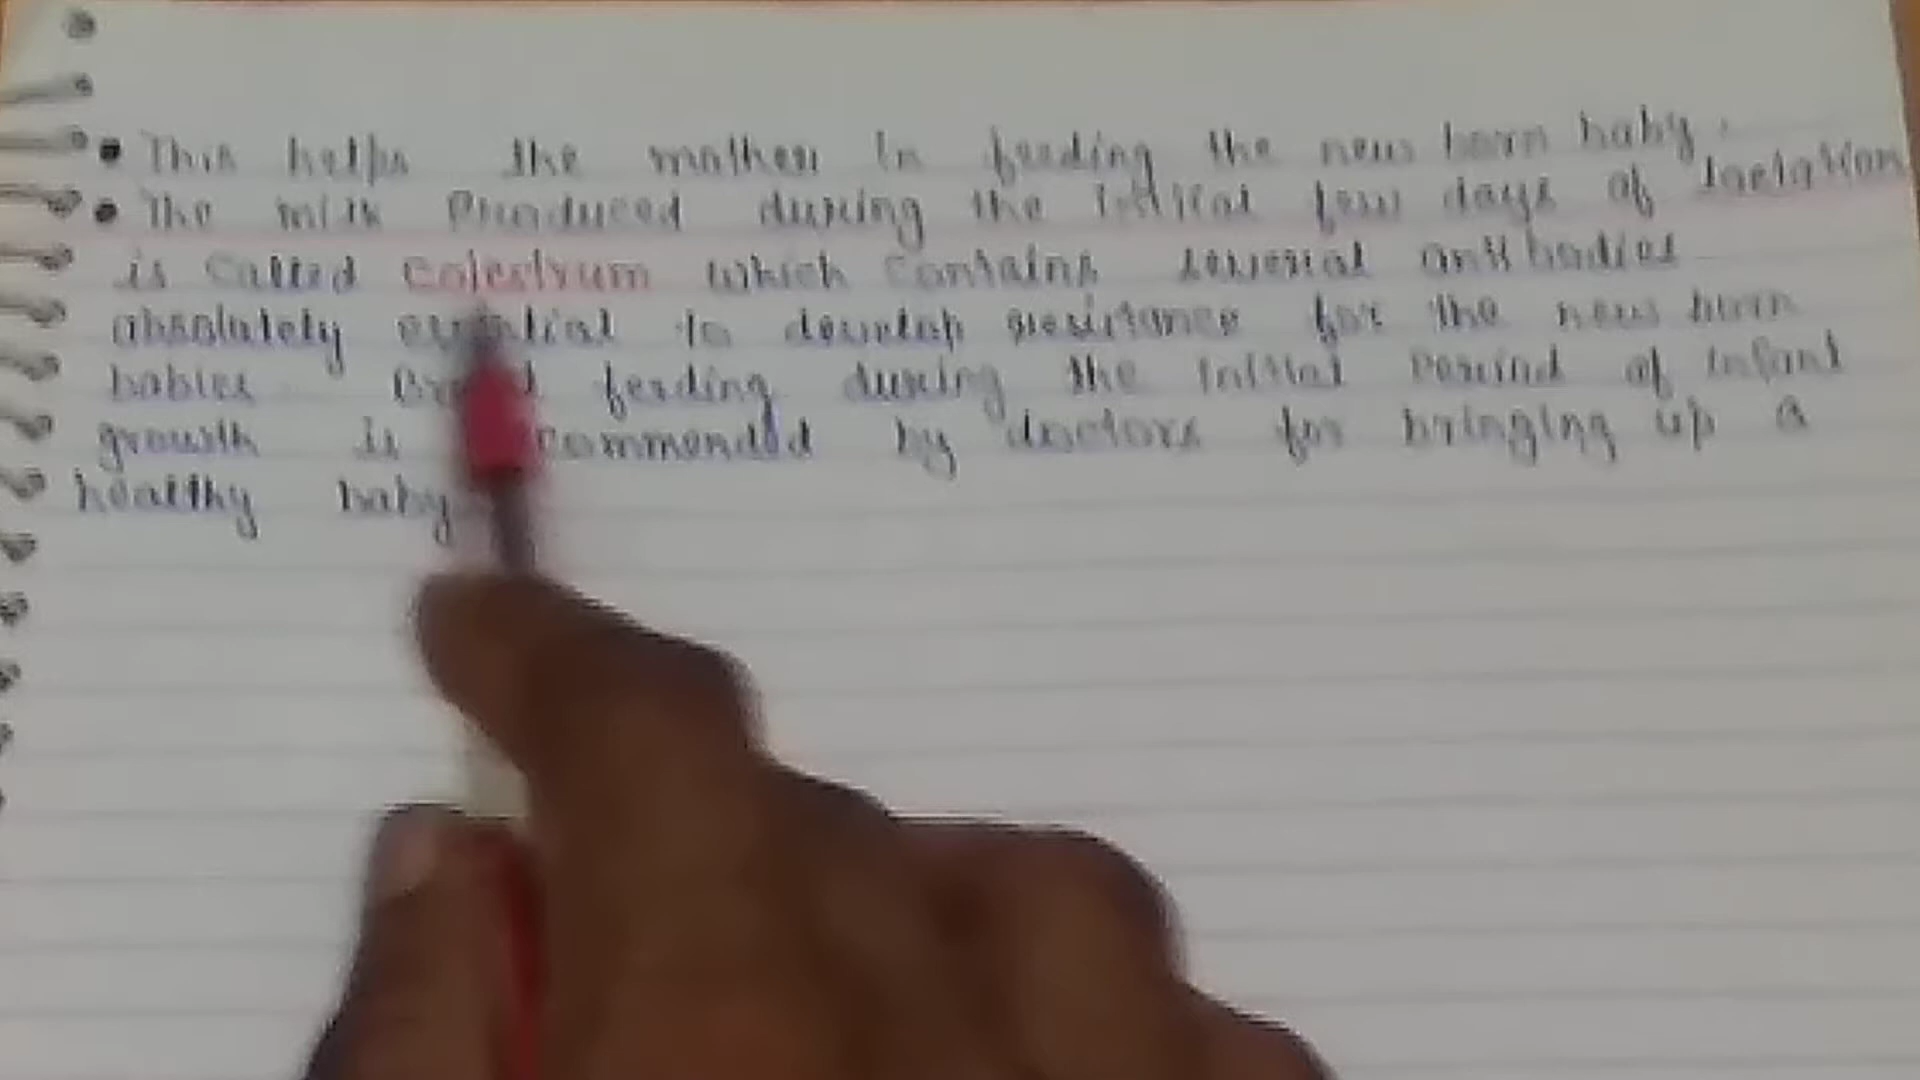 • This helps the mother in feeding the new born baby.
• The milk Produced during the initial few days of lactation
is called Colestrum which contains several antibodies
absolutely essential to develop resistance for the new born
babies. feeding during the initial Period of infant
growth is by doctors for bringing up a
healthy baby